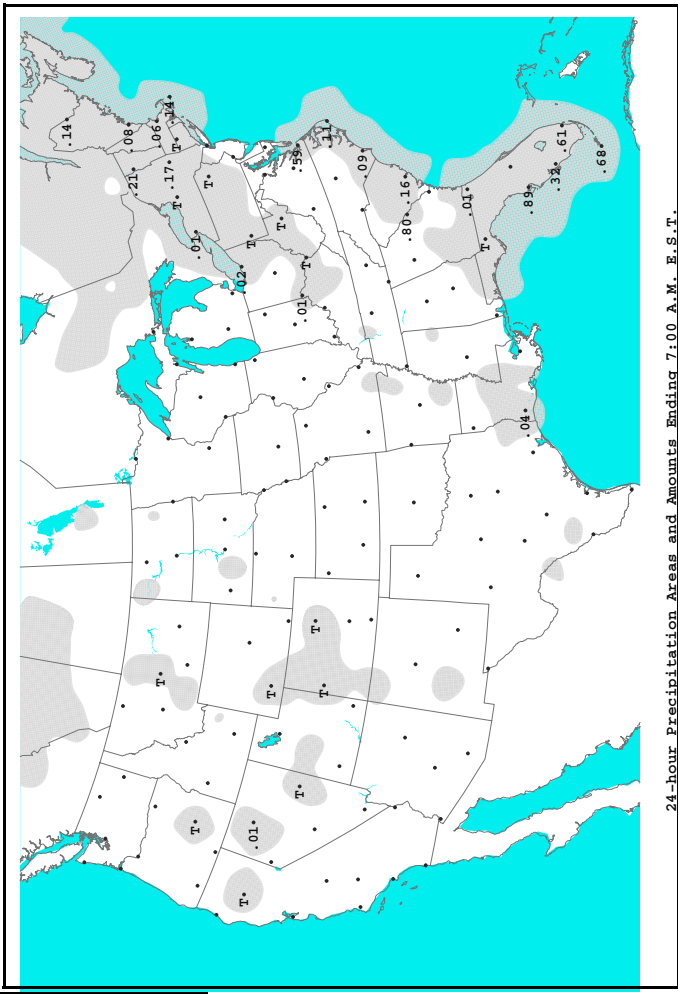 .14
.08
.21
.06
T
.14
.17
T
T
T
.01
T
.02
T
T
.01
T
T
.59
T
.01
T
T
T
.11
.09
.16
.80
.01
T
.04
.89
.32
.61
.68
24-hour Precipitation Areas and Amounts Ending 7:00 A.M. E.S.T.